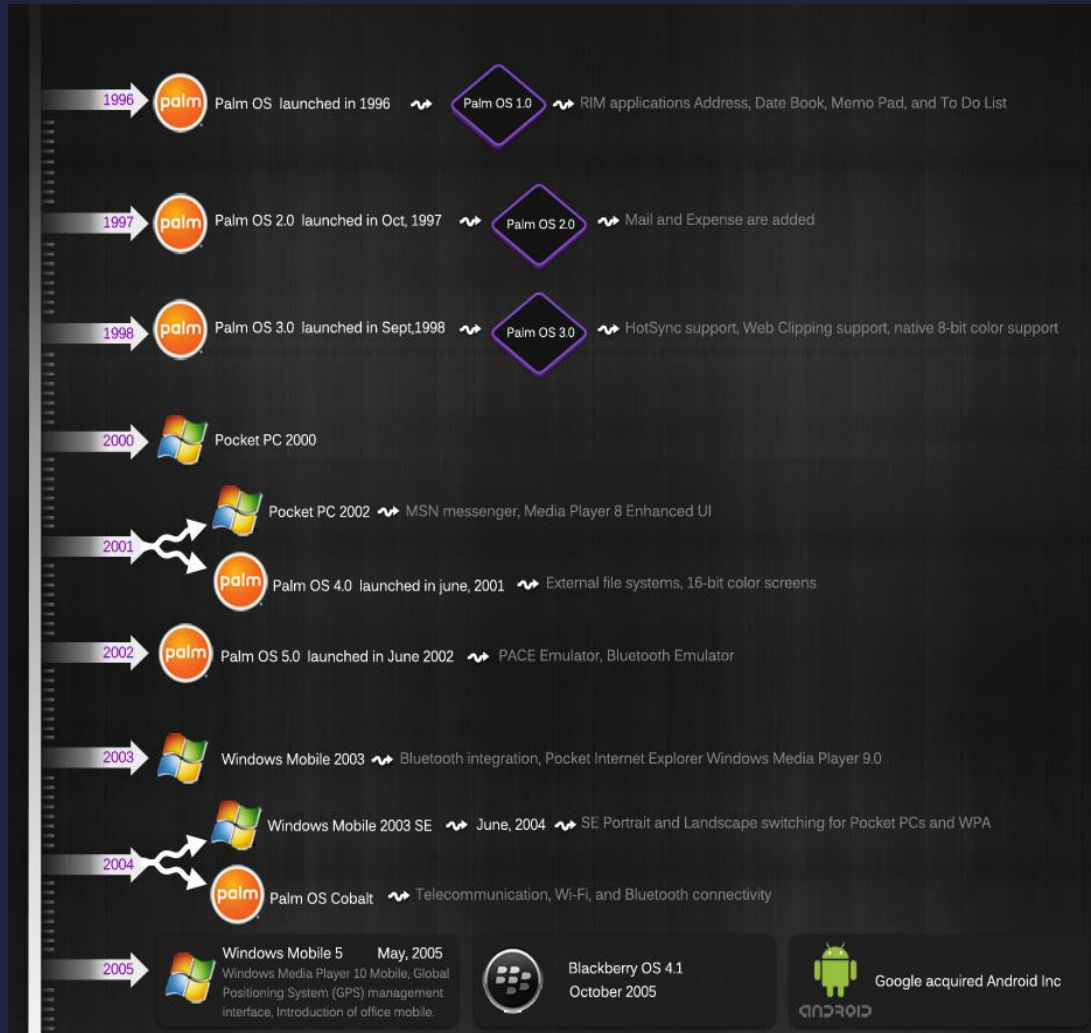 1996
palm
Palm OS launched in 1996
Palm OS 1.0
RIM applications Address, Date Book, Memo Pad, and To Do List
1997
palm
Palm OS 2.0 launched in Oct, 1997
Palm OS 2.0
Mail and Expense are added
1998
palm
Palm OS 3.0 launched in Sept,1998
Palm OS 3.0
HotSync support, Web Clipping support, native 8-bit color support
2000
Pocket PC 2000
2001
Pocket PC 2002
MSN messenger, Media Player 8 Enhanced UI
palm
Palm OS 4.0 launched in june, 2001
External file systems, 16-bit color screens
2002
palm
Palm OS 5.0 launched in June 2002
PACE Emulator, Bluetooth Emulator
2003
Windows Mobile 2003
Bluetooth integration, Pocket Internet Explorer Windows Media Player 9.0
2004
Windows Mobile 2003 SE
June, 2004
SE Portrait and Landscape switching for Pocket PCs and WPA
palm
Palm OS Cobalt
Telecommunication, Wi-Fi, and Bluetooth connectivity
2005
Windows Mobile 5 May, 2005
Windows Media Player 10 Mobile, Global
Positioning System (GPS) management
interface, Introduction of office mobile.
Blackberry OS 4.1
October 2005
ANDROID
Google acquired Android Inc